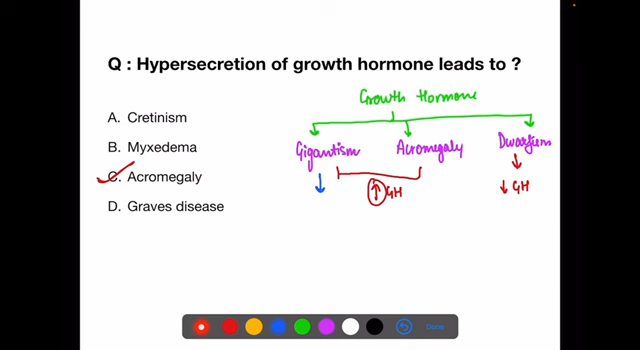 Q : Hypersecretion of growth hormone leads to ?
Growth Hormone
A. Cretinism
B. Myxedema
C. Acromegaly
D. Graves disease
Gigantism Acromegaly Dwarfism
↑ GH
↓ GH
Done